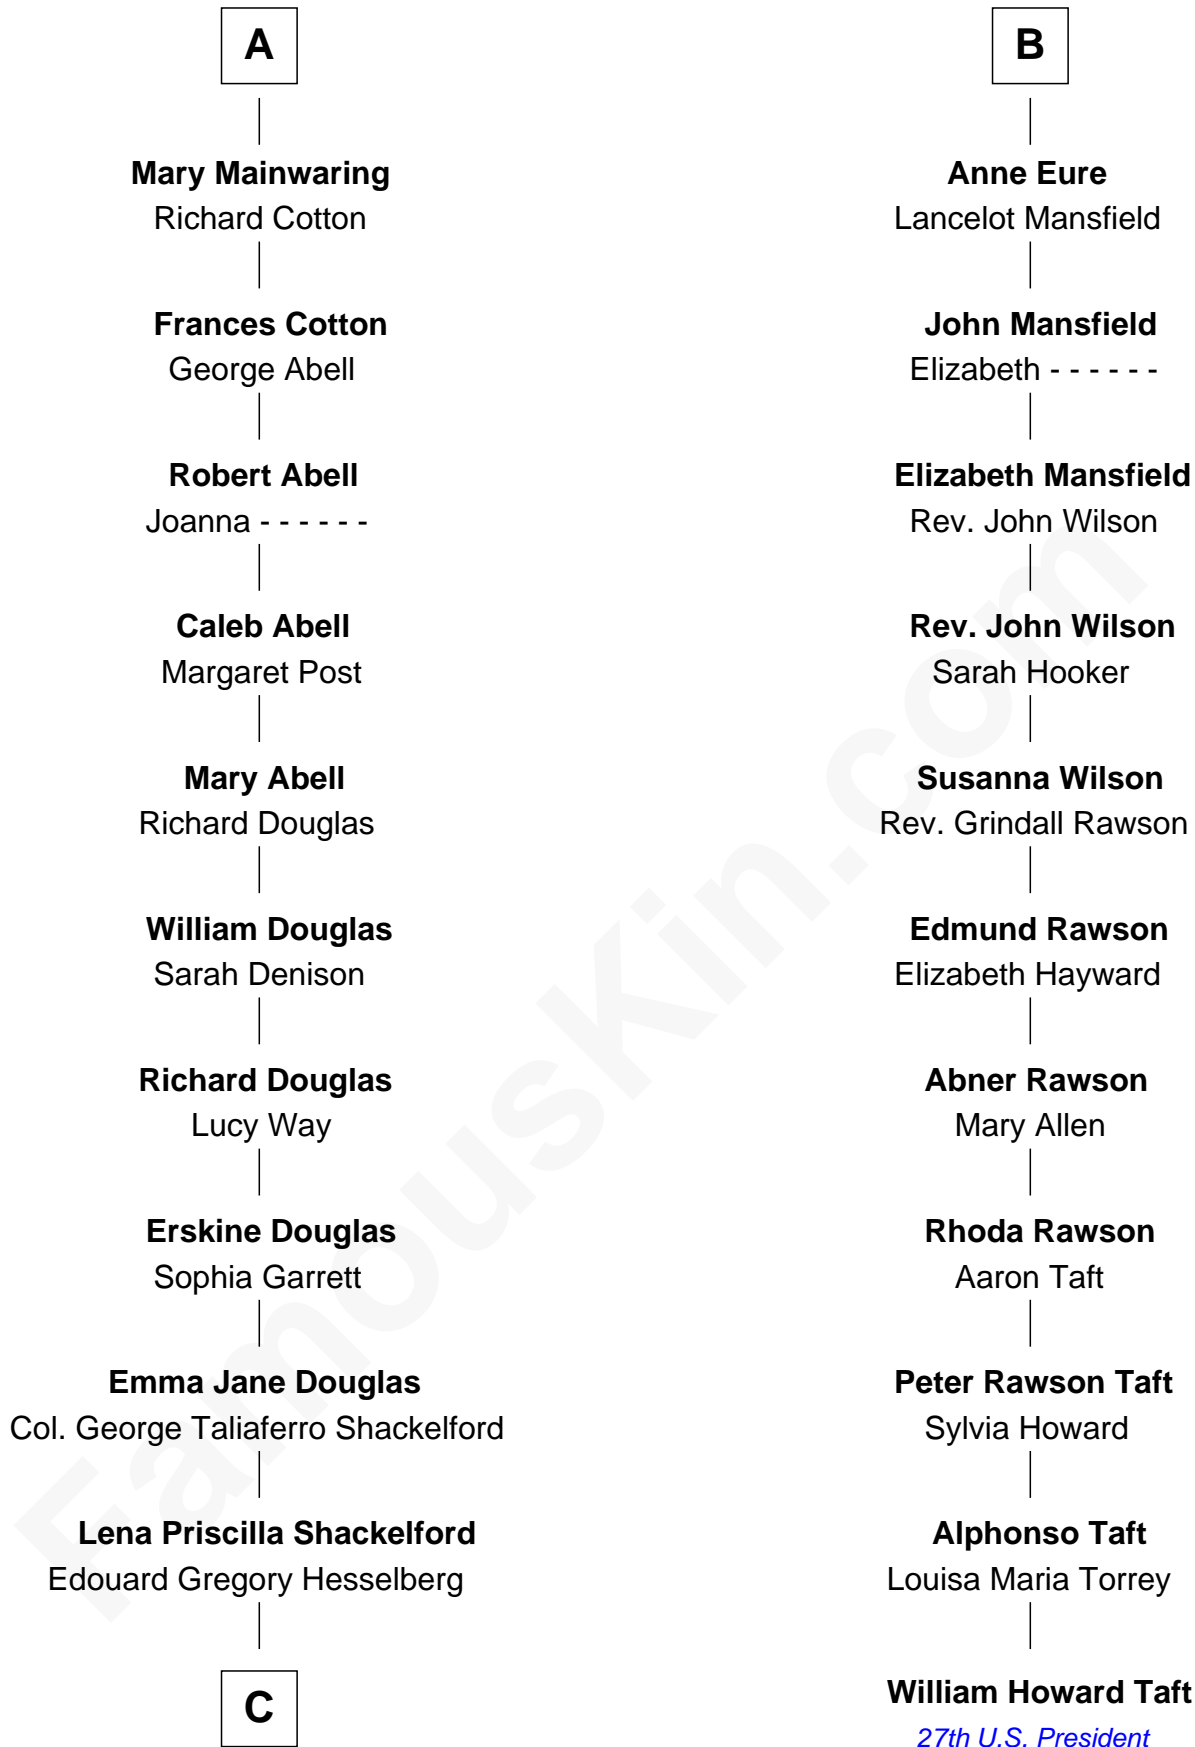 A
Mary Mainwaring
Richard Cotton
Frances Cotton
George Abell
Robert Abell
Joanna - - - - - -
Caleb Abell
Margaret Post
Mary Abell
Richard Douglas
William Douglas
Sarah Denison
Richard Douglas
Lucy Way
Erskine Douglas
Sophia Garrett
Emma Jane Douglas
Col. George Taliaferro Shackelford
Lena Priscilla Shackelford
Edouard Gregory Hesselberg
C
B
Anne Eure
Lancelot Mansfield
John Mansfield
Elizabeth - - - - - -
Elizabeth Mansfield
Rev. John Wilson
Rev. John Wilson
Sarah Hooker
Susanna Wilson
Rev. Grindall Rawson
Edmund Rawson
Elizabeth Hayward
Abner Rawson
Mary Allen
Rhoda Rawson
Aaron Taft
Peter Rawson Taft
Sylvia Howard
Alphonso Taft
Louisa Maria Torrey
William Howard Taft
27th U.S. President
FamousKin.com